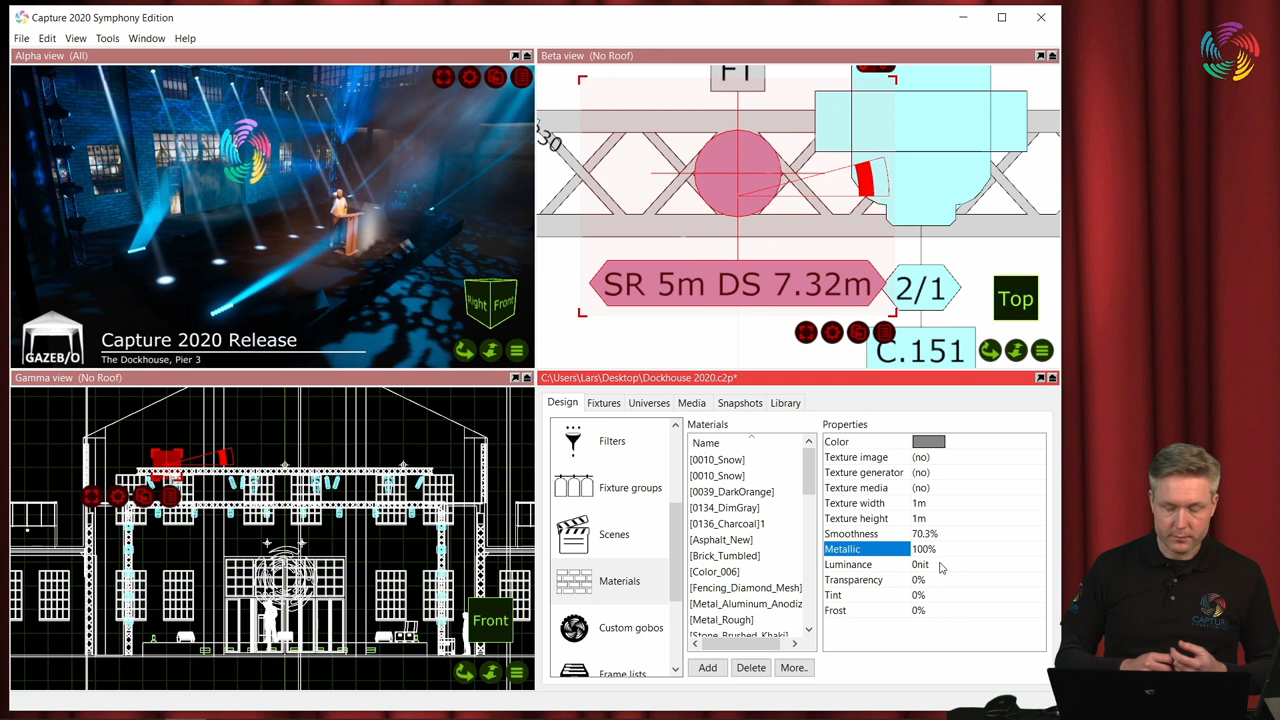 Capture 2020 Symphony Edition
File Edit View Tools Window Help
Alpha view (All)
Right
Front
GAZEB/O
Capture 2020 Release
The Dockhouse, Pier 3
Beta view (No Roof)
FT
SR 5m DS 7.32m
2/1
Top
C.151
Gamma view (No Roof)
Front
C:\Users\Lars\Desktop\Dockhouse 2020.c2p*
Design Fixtures Universes Media Snapshots Library
Filters
Fixture groups
Scenes
Materials
Custom gobos
Frame lists
Materials
Name
[0010_Snow]
[0010_Snow]
[0039_DarkOrange]
[0134_DimGray]
[0136_Charcoal]1
[Asphalt_New]
[Brick_Tumbled]
[Color_006]
[Fencing_Diamond_Mesh]
[Metal_Aluminum_Anodiz
[Metal_Rough]
[Stone_Brushed_Khaki]
Add Delete More..
Properties
Color
Texture image (no)
Texture generator (no)
Texture media (no)
Texture width 1m
Texture height 1m
Smoothness 70.3%
Metallic 100%
Luminance 0nit
Transparency 0%
Tint 0%
Frost 0%